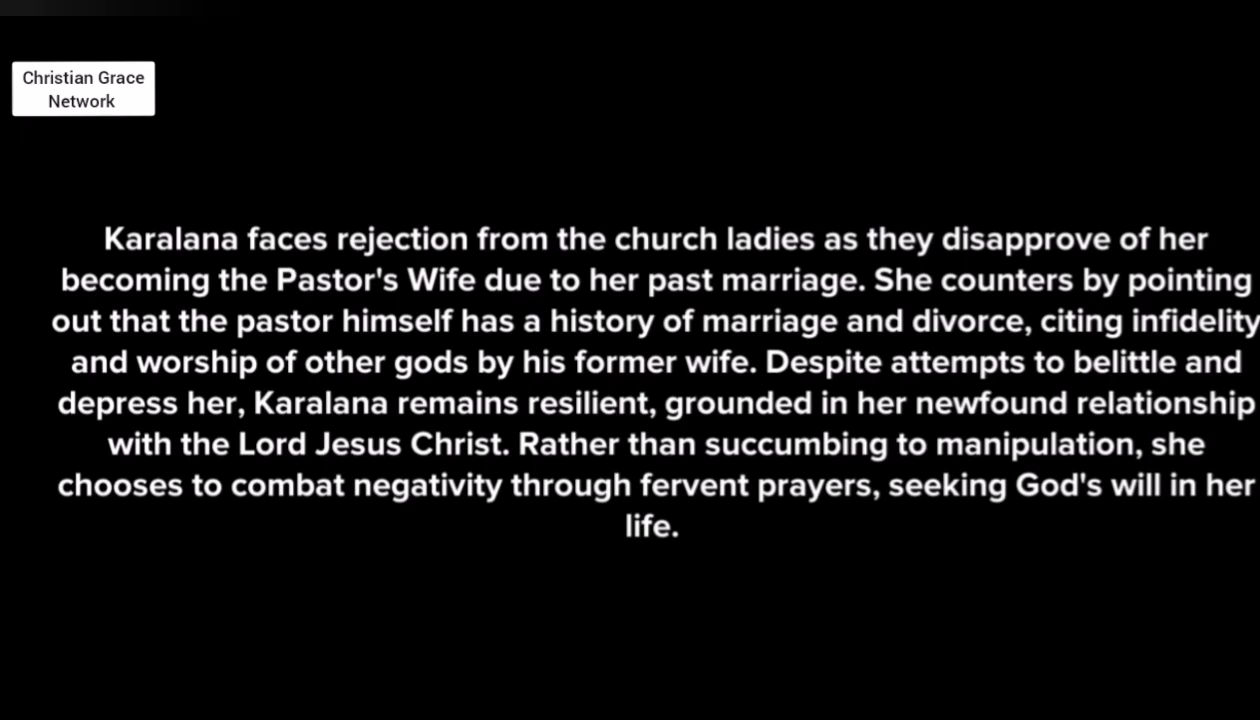 Christian Grace
Network
Karalana faces rejection from the church ladies as they disapprove of her
becoming the Pastor's Wife due to her past marriage. She counters by pointing
out that the pastor himself has a history of marriage and divorce, citing infidelity
and worship of other gods by his former wife. Despite attempts to belittle and
depress her, Karalana remains resilient, grounded in her newfound relationship
with the Lord Jesus Christ. Rather than succumbing to manipulation, she
chooses to combat negativity through fervent prayers, seeking God's will in her
life.